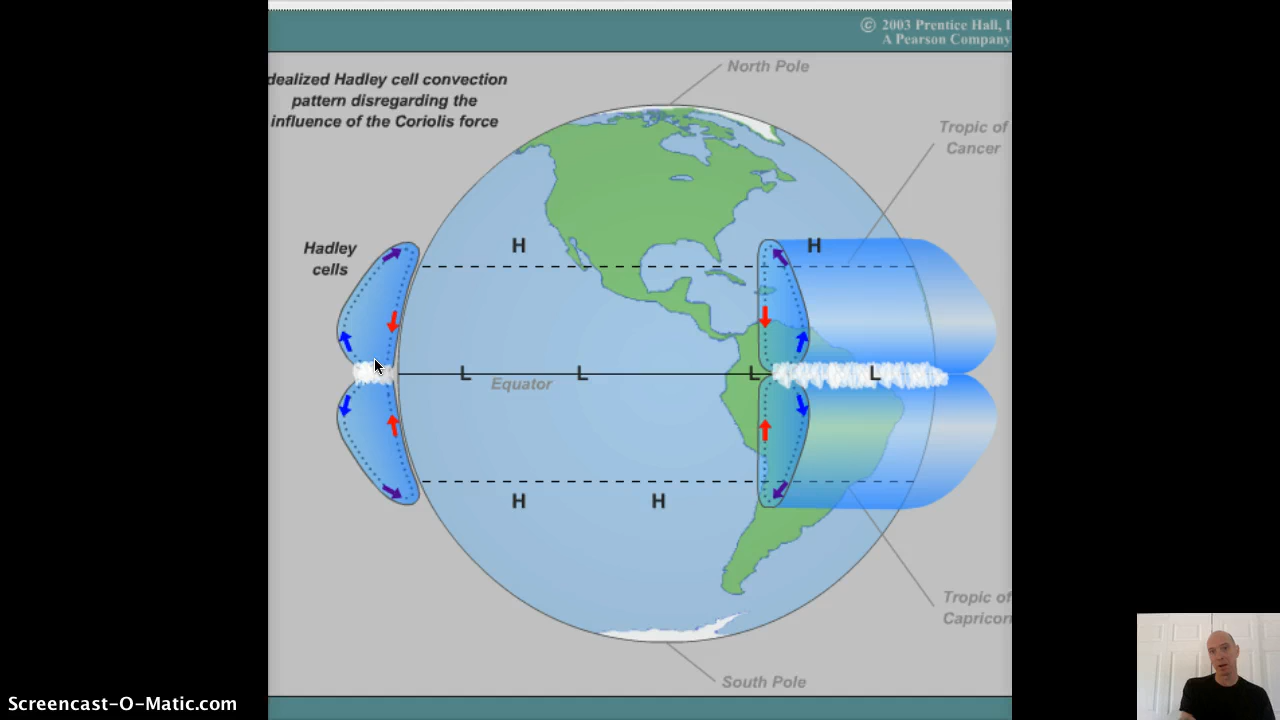 © 2003 Prentice Hall, I
A Pearson Company
dealized Hadley cell convection
pattern disregarding the
influence of the Coriolis force
North Pole
Tropic of
Cancer
Hadley
cells
H
H
L
L
L
L
Equator
H
H
Tropic of
Capricorn
South Pole
Screencast-O-Matic.com